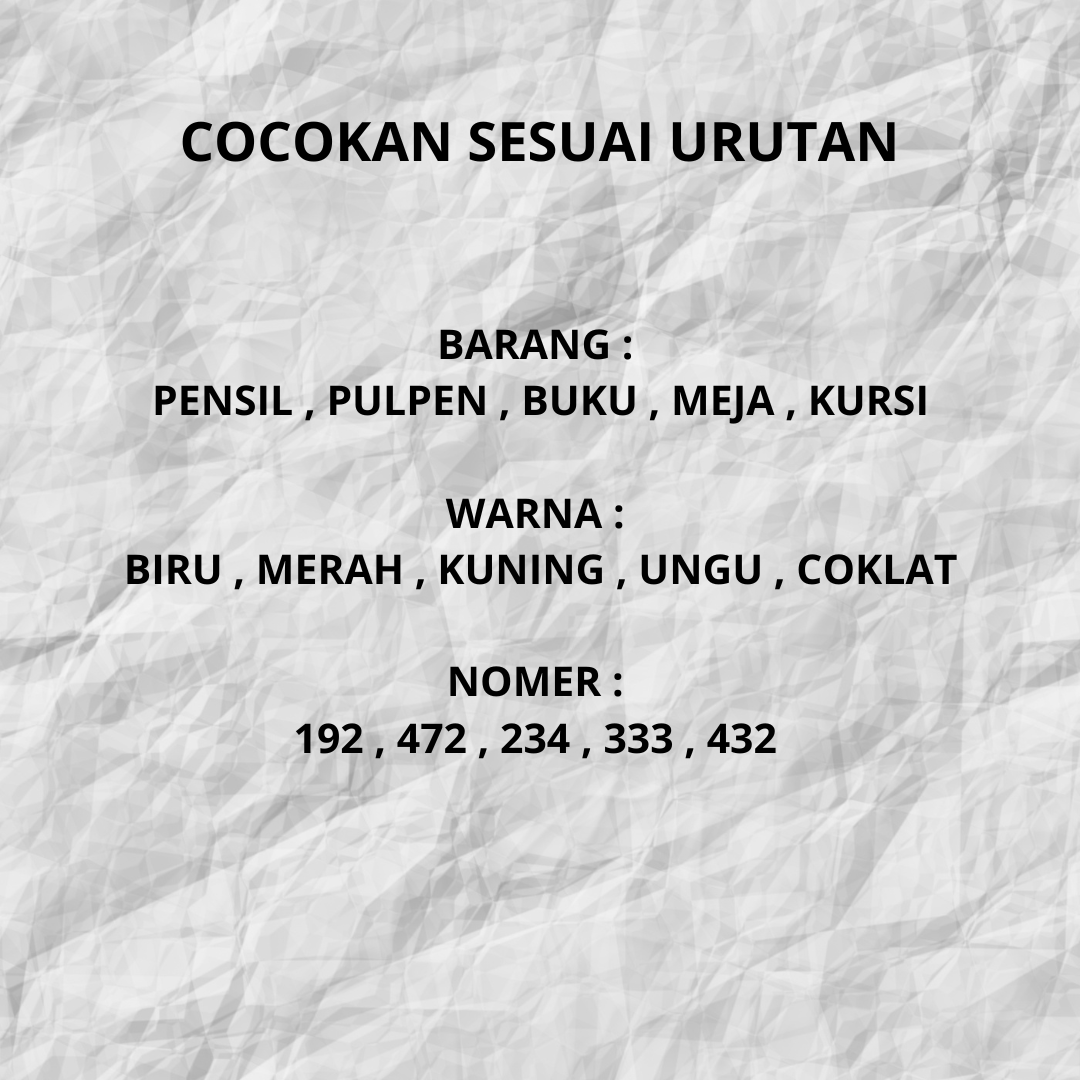 COCOKAN SESUAI URUTAN
BARANG :
PENSIL , PULPEN , BUKU , MEJA , KURSI
WARNA :
BIRU , MERAH , KUNING , UNGU , COKLAT
NOMER :
192 , 472 , 234 , 333 , 432